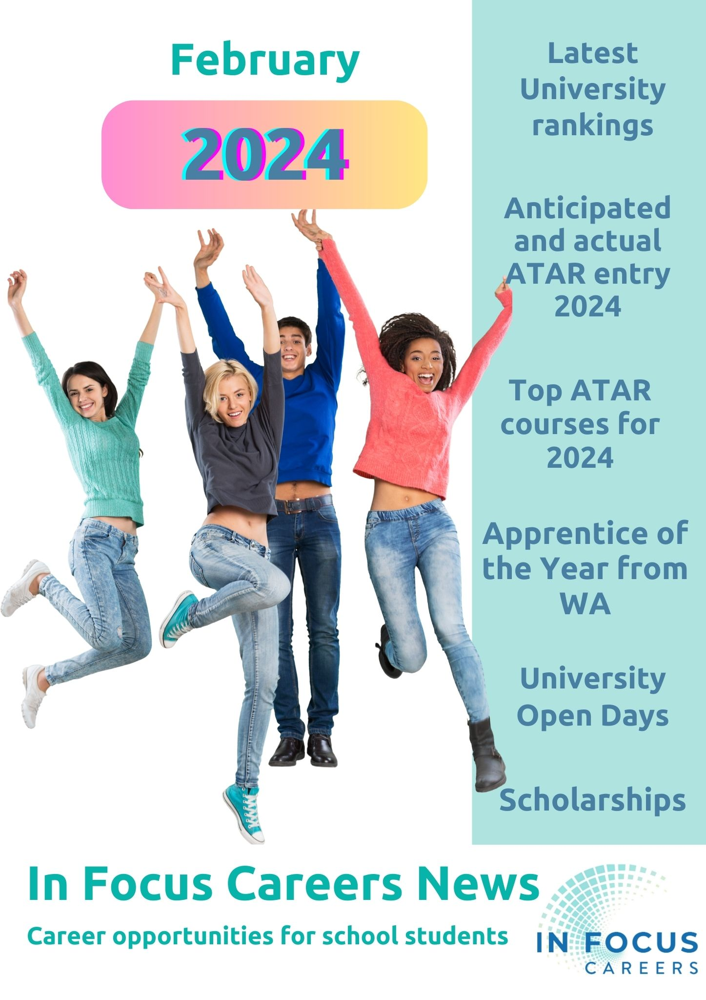 February
2024
Latest
University
rankings
Anticipated
and actual
ATAR entry
2024
Top ATAR
courses for
2024
Apprentice of
the Year from
WA
University
Open Days
Scholarships
In Focus Careers News
Career opportunities for school students
IN FOCUS
CAREERS